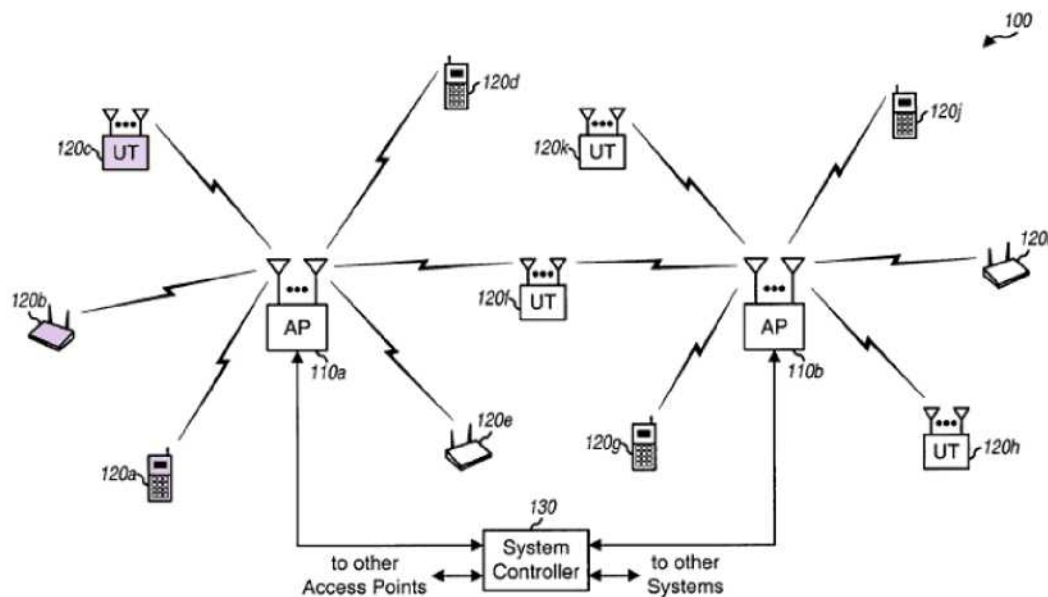 100
120d
120j
120c
UT
120k
UT
120b
120f
UT
AP
110a
AP
110b
120a
120e
120g
UT
120h
130
System
Controller
to other
Access Points
to other
Systems